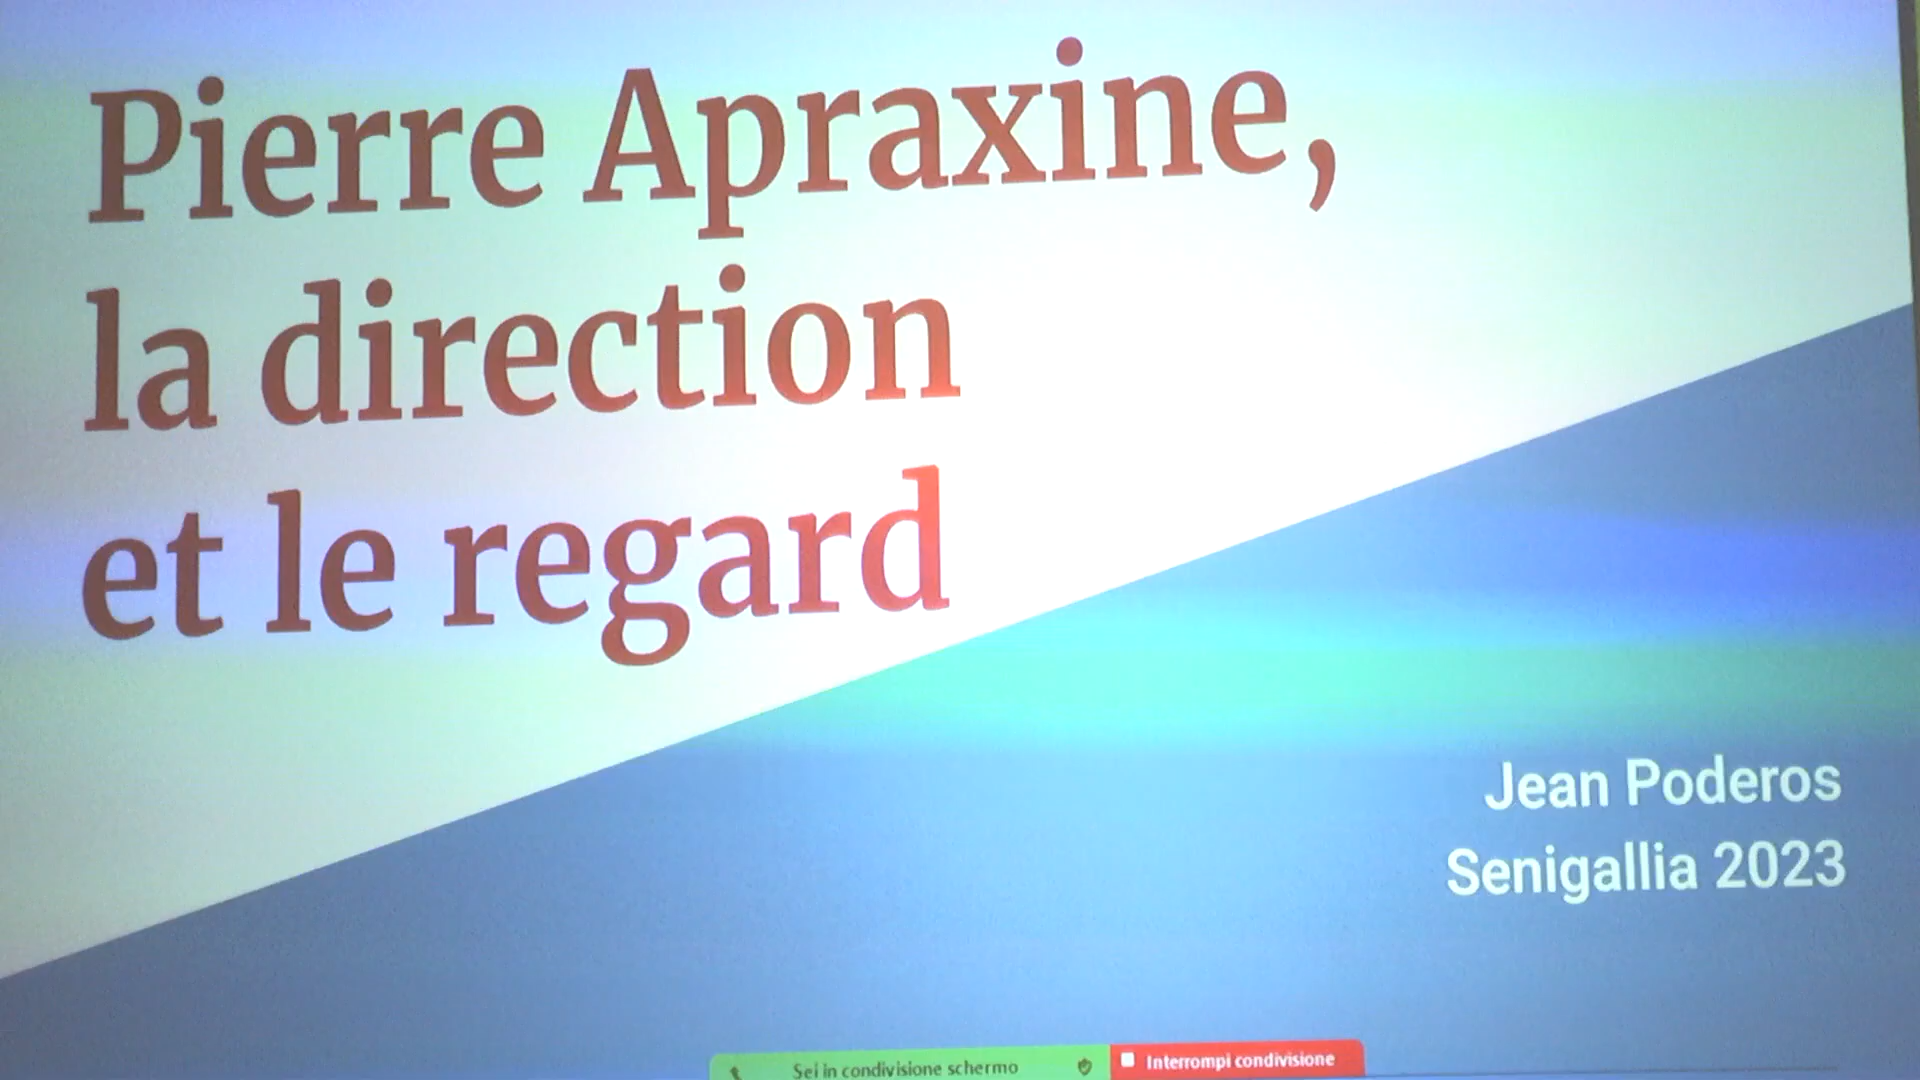 Pierre Apraxine,
la direction
et le regard
Jean Poderos
Senigallia 2023
Sei in condivisione schermo
Interrompi condivisione